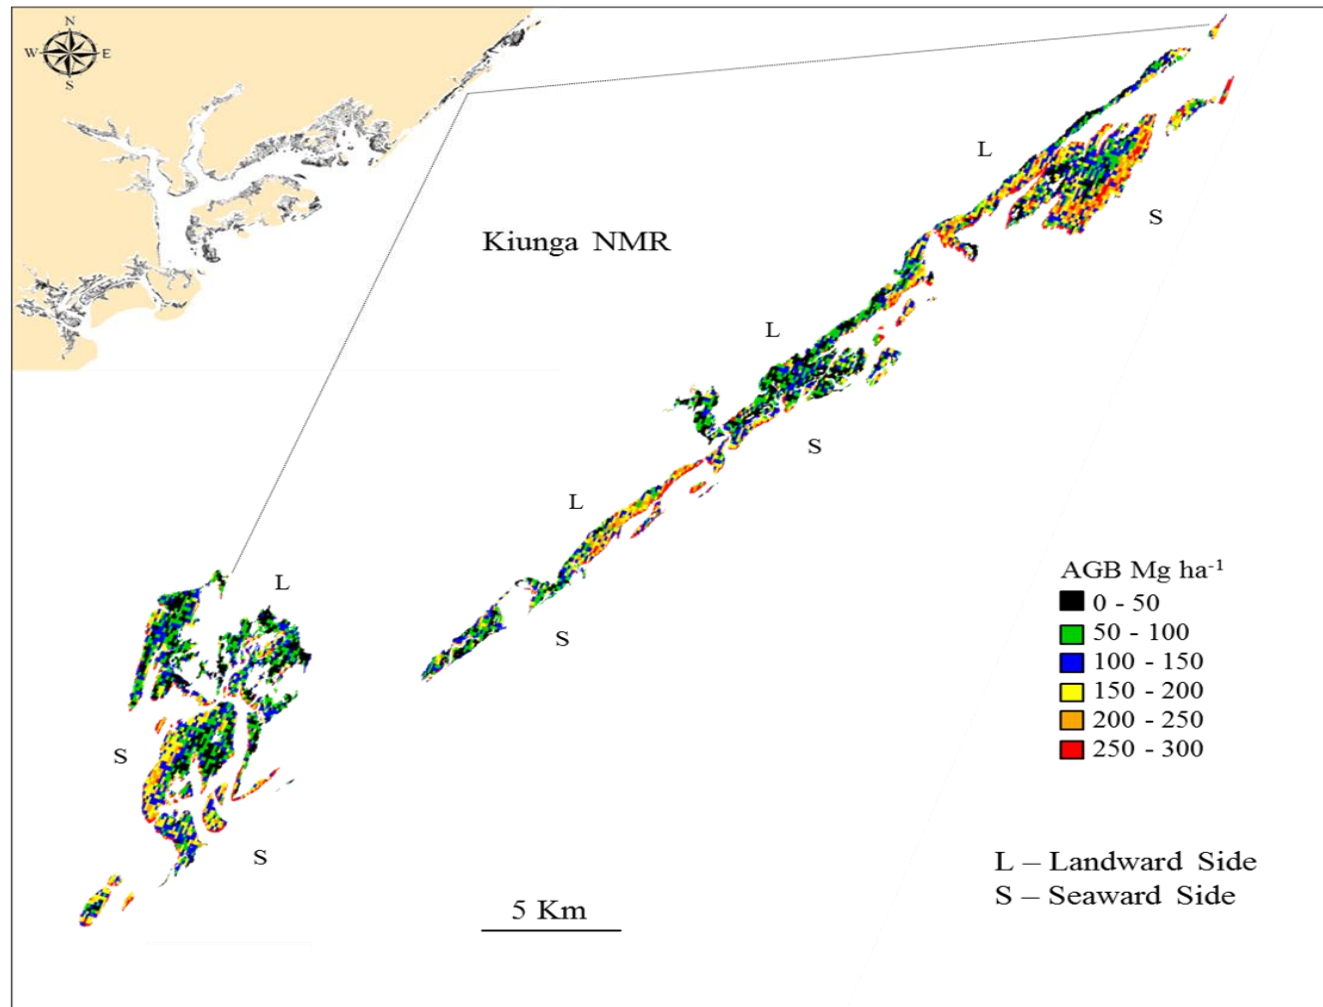 N
W E
S
L
S
Kiunga NMR
L
S
L
S
L
S
S
AGB Mg ha⁻¹
0 - 50
50 - 100
100 - 150
150 - 200
200 - 250
250 - 300
L – Landward Side
S – Seaward Side
5 Km